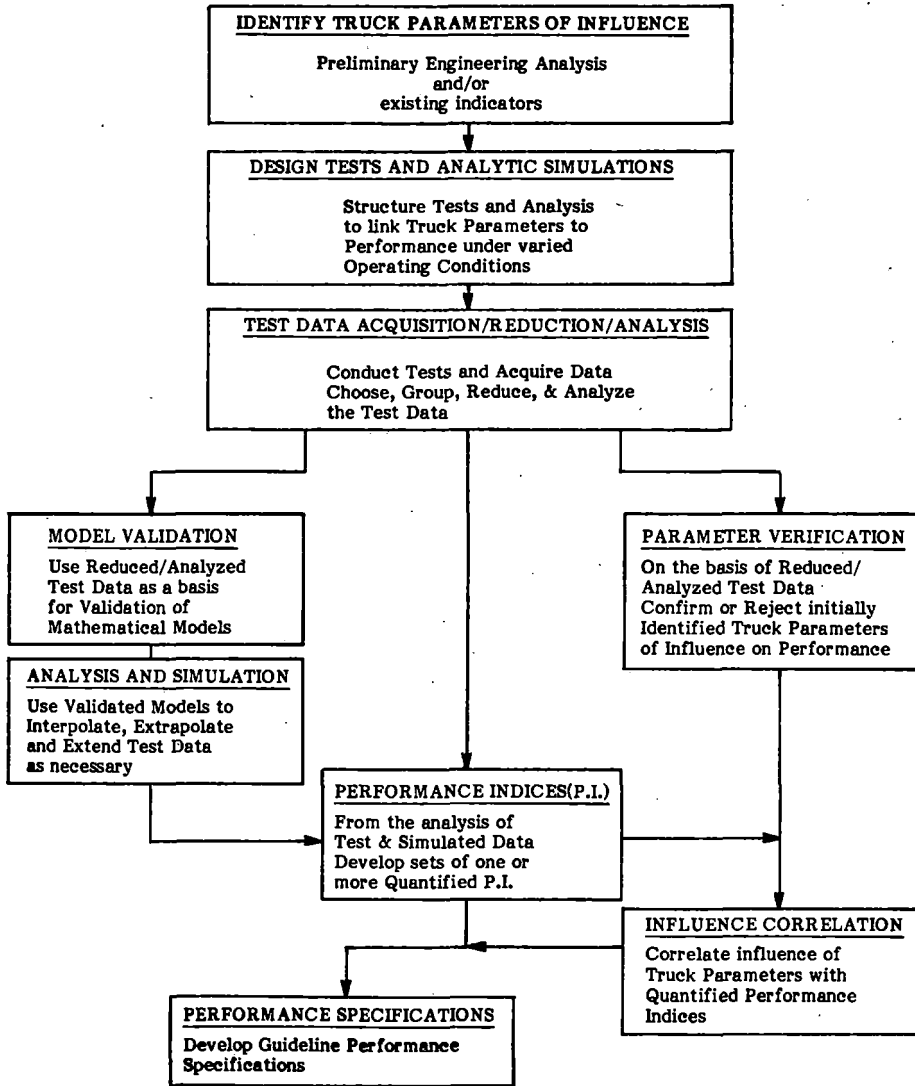 IDENTIFY TRUCK PARAMETERS OF INFLUENCE
Preliminary Engineering Analysis
and/or
existing indicators
DESIGN TESTS AND ANALYTIC SIMULATIONS
Structure Tests and Analysis
to link Truck Parameters to
Performance under varied
Operating Conditions
TEST DATA ACQUISITION/REDUCTION/ANALYSIS
Conduct Tests and Acquire Data
Choose, Group, Reduce, & Analyze
the Test Data
MODEL VALIDATION
Use Reduced/Analyzed
Test Data as a basis
for Validation of
Mathematical Models
PARAMETER VERIFICATION
On the basis of Reduced/
Analyzed Test Data
Confirm or Reject initially
Identified Truck Parameters
of Influence on Performance
ANALYSIS AND SIMULATION
Use Validated Models to
Interpolate, Extrapolate
and Extend Test Data
as necessary
PERFORMANCE INDICES(P.I.)
From the analysis of
Test & Simulated Data
Develop sets of one or
more Quantified P.I.
INFLUENCE CORRELATION
Correlate influence of
Truck Parameters with
Quantified Performance
Indices
PERFORMANCE SPECIFICATIONS
Develop Guideline Performance
Specifications